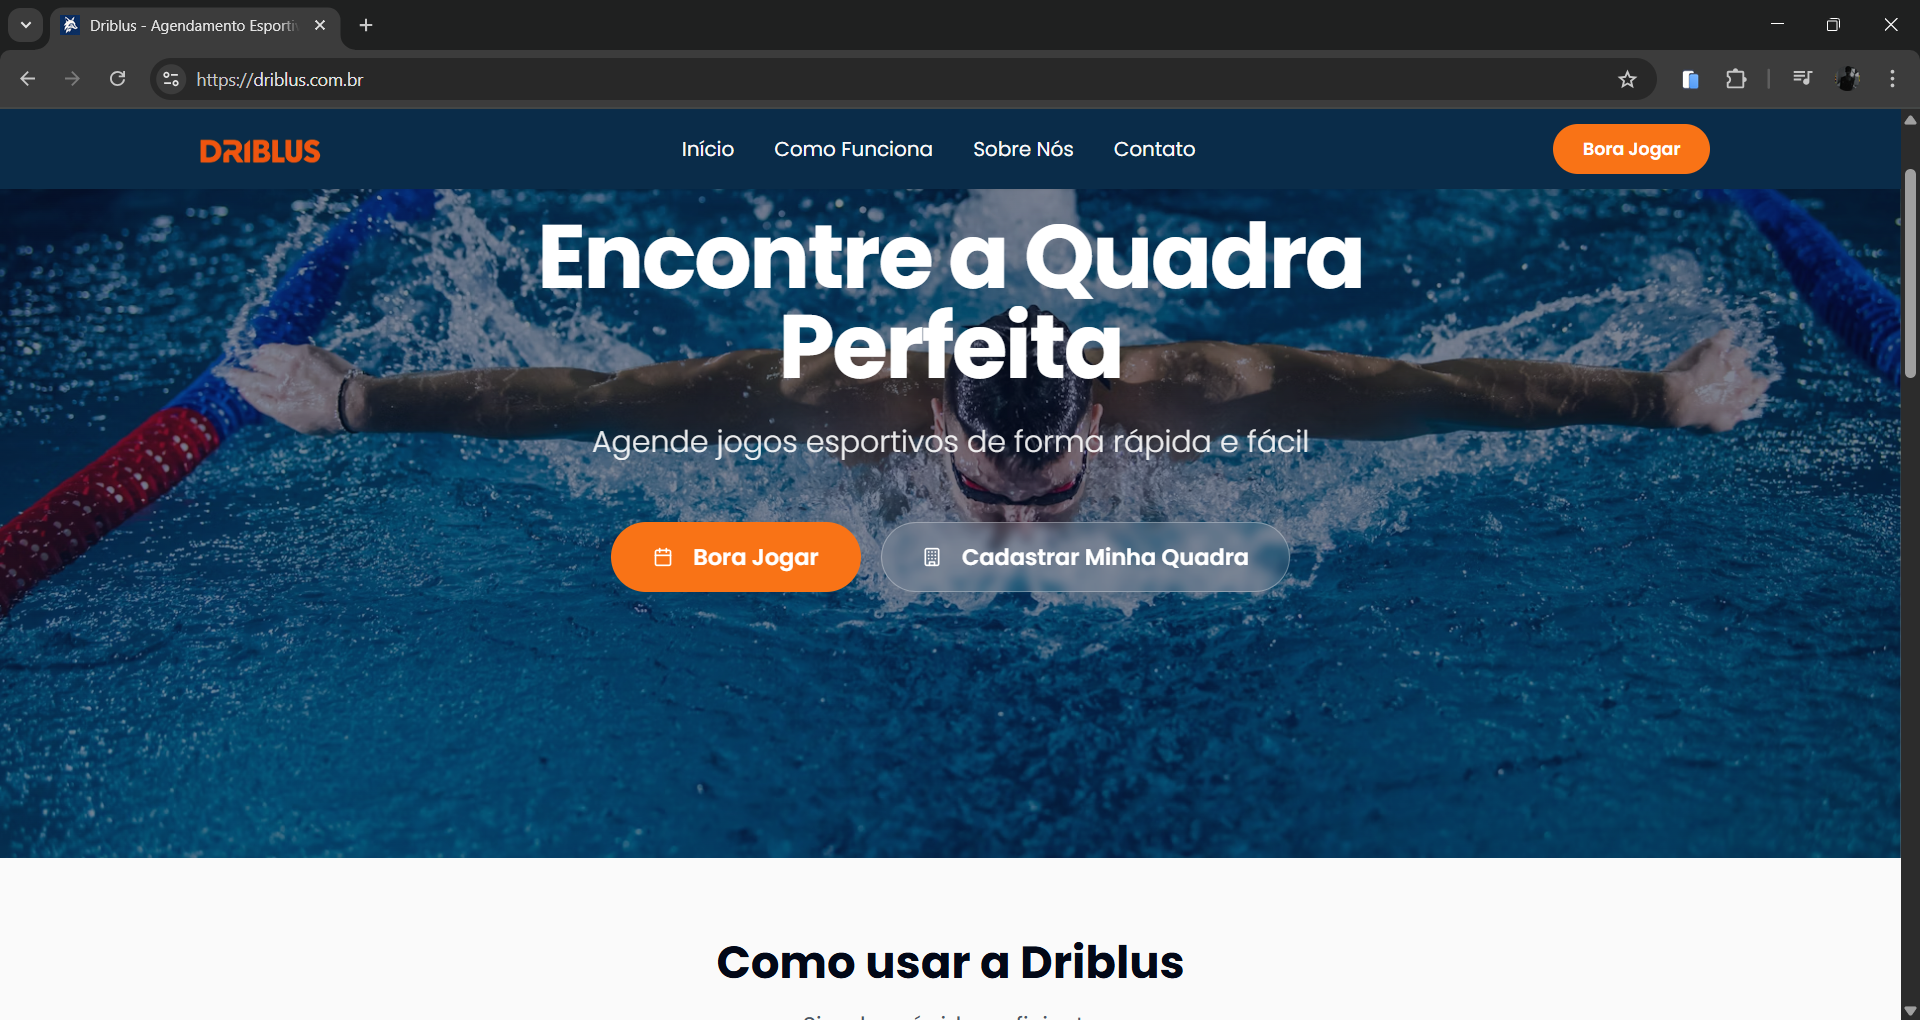 Driblus - Agendamento Esporti
https://driblus.com.br
DRIBLUS
Início
Como Funciona
Sobre Nós
Contato
Bora Jogar
Encontre a Quadra
Perfeita
Agende jogos esportivos de forma rápida e fácil
Bora Jogar
Cadastrar Minha Quadra
Como usar a Driblus